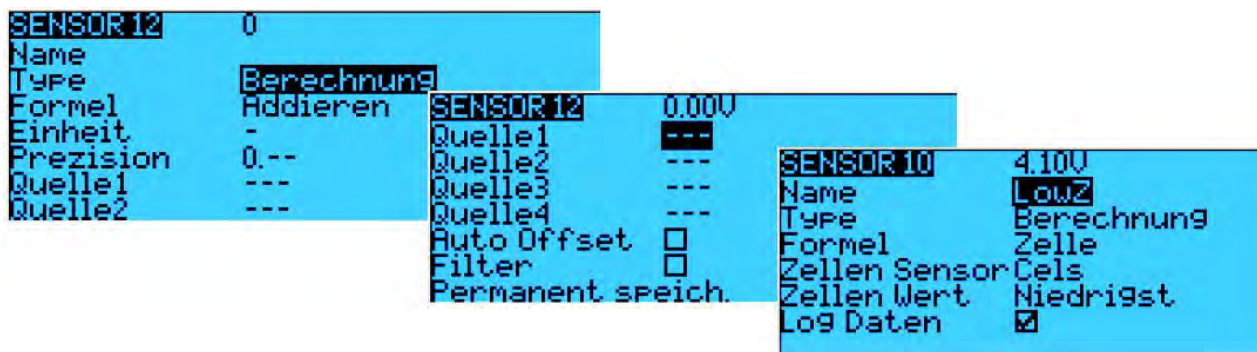 SENSOR 12 0
Name
Type Berechnung
Formel Addieren
Einheit -
Prezision 0.--
Quelle1 ---
Quelle2 ---
SENSOR 12 0.00V
Quelle1 ---
Quelle2 ---
Quelle3 ---
Quelle4 ---
Auto Offset
Filter
Permanent speich.
SENSOR 10 4.10V
Name LowZ
Type Berechnung
Formel Zelle
Zellen Sensor Cels
Zellen Wert Niedrigst
Log Daten